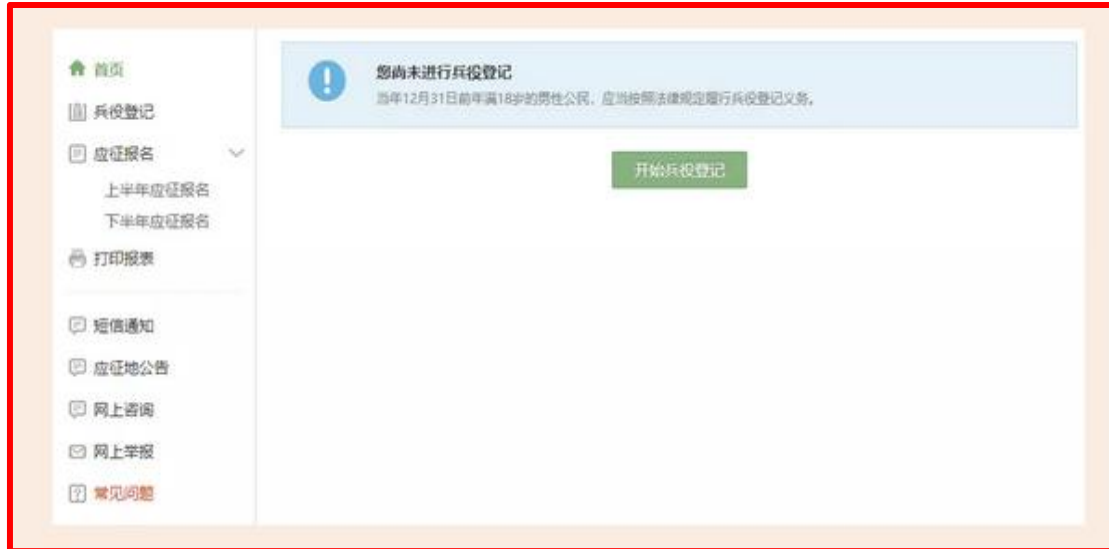 首页
兵役登记
应征报名
上半年应征报名
下半年应征报名
打印报表
短信通知
应征地公告
网上咨询
网上举报
常见问题
您尚未进行兵役登记
当年12月31日前年满18岁的男性公民，应当按照法律规定履行兵役登记义务。
开始兵役登记